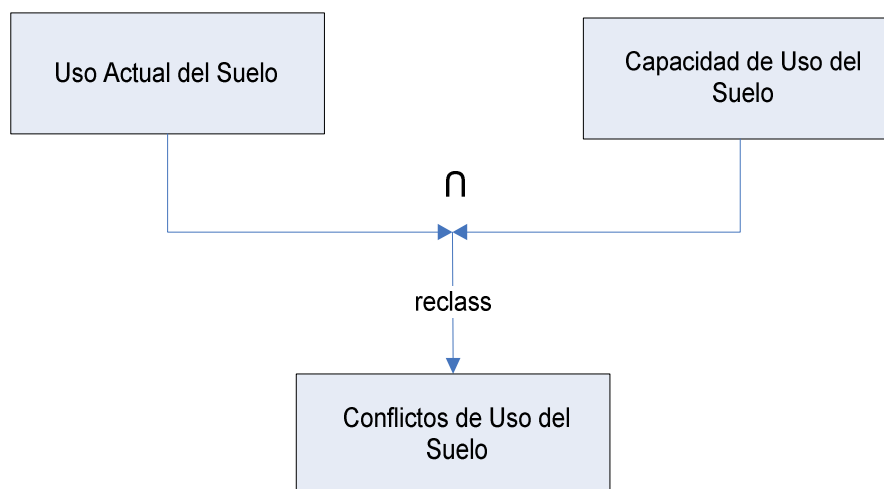 Uso Actual del Suelo
Capacidad de Uso del
Suelo
∩
reclass
Conflictos de Uso del
Suelo